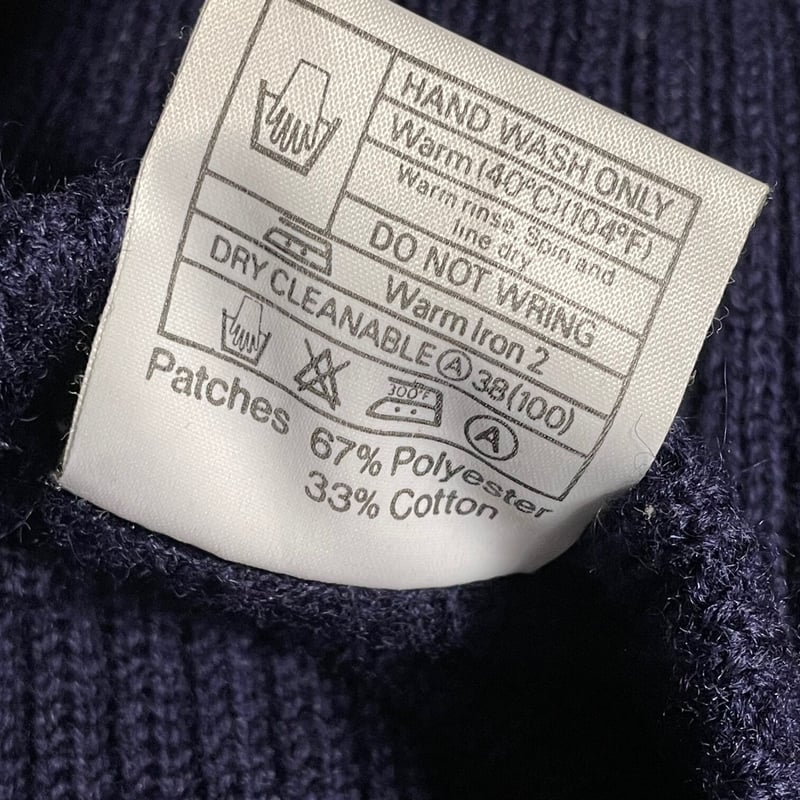 HAND WASH ONLY
Warm (40°C)(104°F)
Warm rinse. Spin and
line dry
DO NOT WRING
Warm Iron 2
DRY CLEANABLE Ⓐ 38(100)
300°F Ⓐ
Patches 67% Polyester
33% Cotton